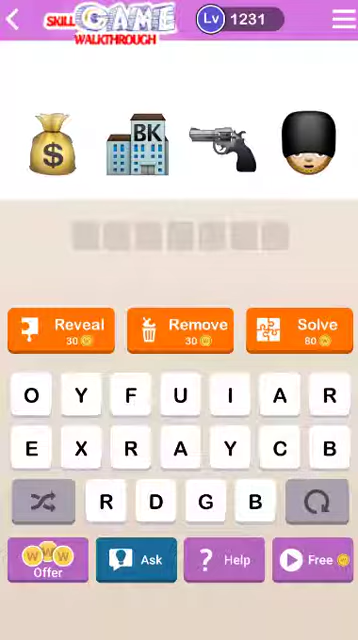 SKILL GAME
WALKTHROUGH
Lv 1231
$
BK
Reveal
30
Remove
30
Solve
80
O Y F U I A R
E X R A Y C B
R D G B
W W W
Offer
Ask
? Help
Free